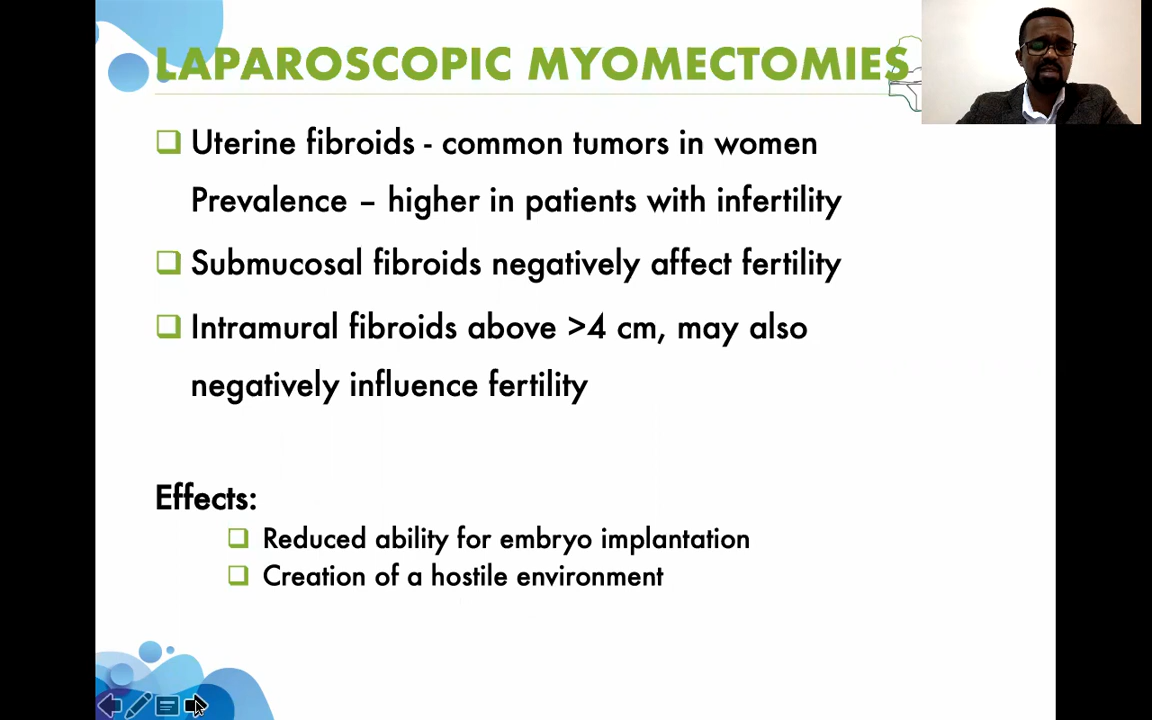 LAPAROSCOPIC MYOMECTOMIES
Uterine fibroids - common tumors in women
Prevalence – higher in patients with infertility
Submucosal fibroids negatively affect fertility
Intramural fibroids above >4 cm, may also
negatively influence fertility
Effects:
Reduced ability for embryo implantation
Creation of a hostile environment